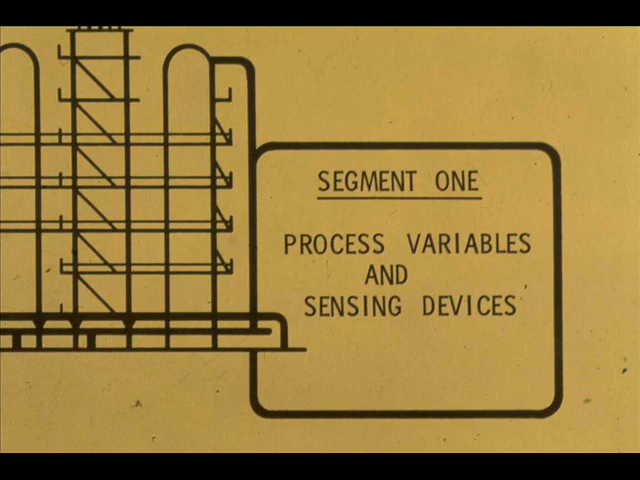 SEGMENT ONE
PROCESS VARIABLES
AND
SENSING DEVICES